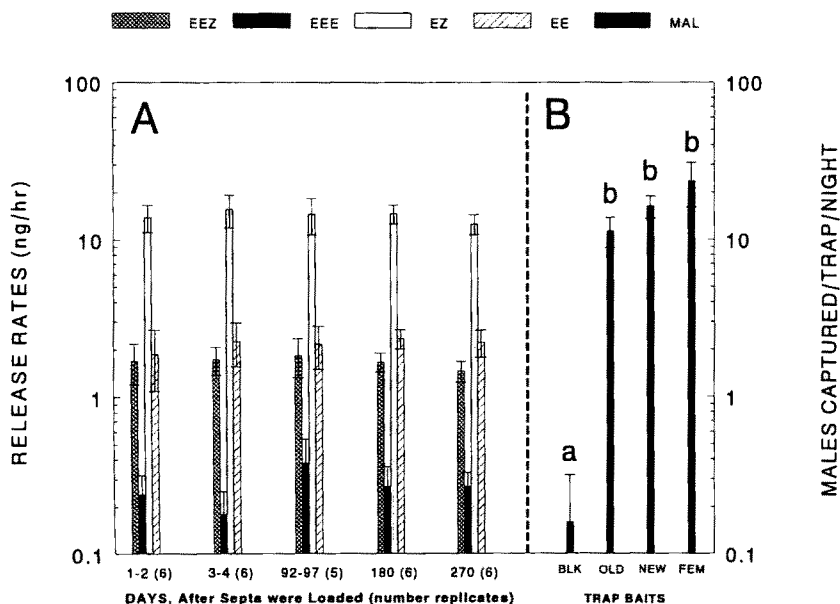 EEZ EEE EZ EE MAL
A B
RELEASE RATES (ng/hr)
100
10
1
0.1
1-2 (6) 3-4 (6) 92-97 (5) 180 (6) 270 (6)
DAYS, After Septa were Loaded (number replicates)
a b b b
BLK OLD NEW FEM
TRAP BAITS
100
10
1
0.1
MALES CAPTURED/TRAP/NIGHT